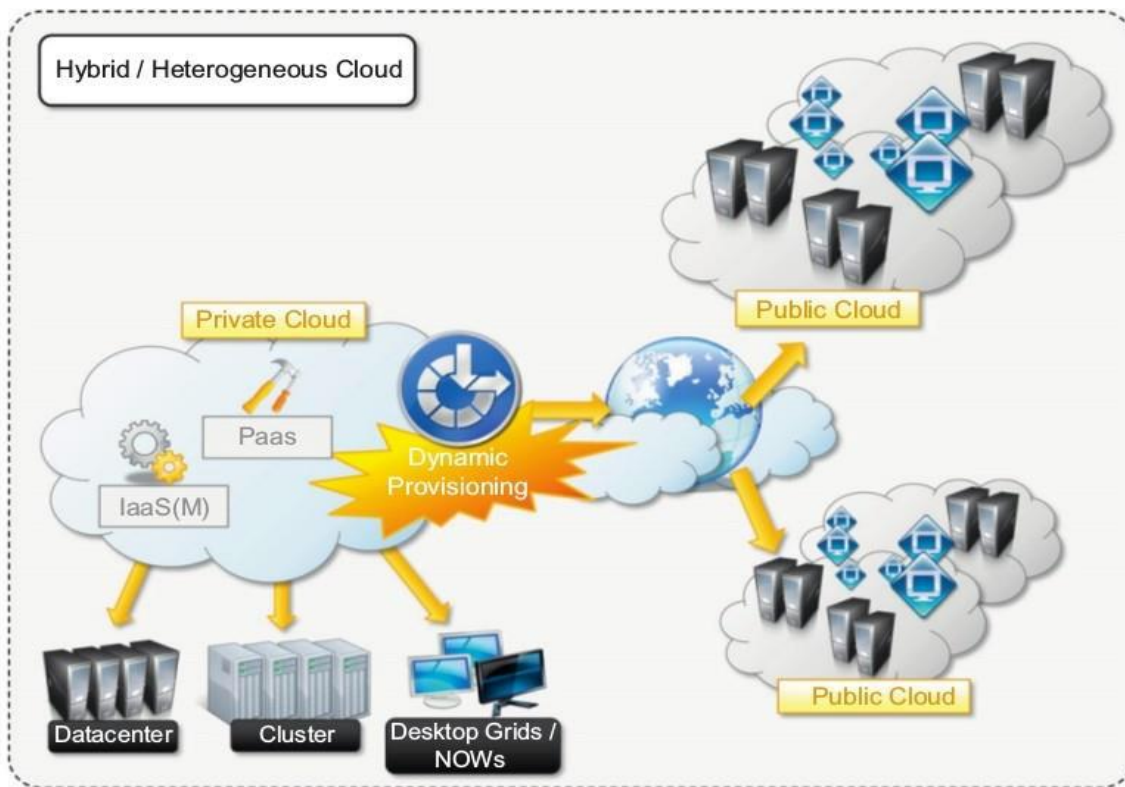 Hybrid / Heterogeneous Cloud
Public Cloud
Private Cloud
Paas
IaaS(M)
Dynamic
Provisioning
Public Cloud
Datacenter
Cluster
Desktop Grids /
NOWs